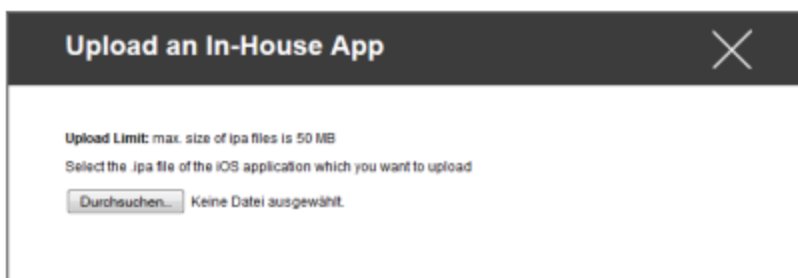 Upload an In-House App
Upload Limit: max. size of ipa files is 50 MB
Select the .ipa file of the iOS application which you want to upload
Durchsuchen... Keine Datei ausgewählt.